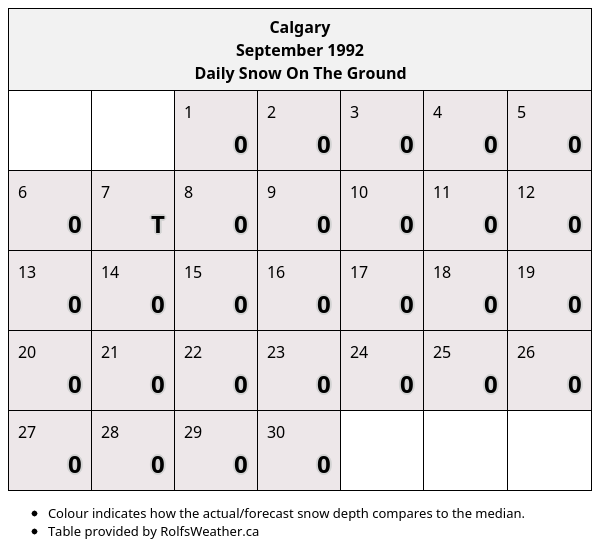 Calgary
September 1992
Daily Snow On The Ground
1 2 3 4 5
0 0 0 0 0
6 7 8 9 10 11 12
0 T 0 0 0 0 0
13 14 15 16 17 18 19
0 0 0 0 0 0 0
20 21 22 23 24 25 26
0 0 0 0 0 0 0
27 28 29 30
0 0 0 0
• Colour indicates how the actual/forecast snow depth compares to the median.
• Table provided by RolfsWeather.ca